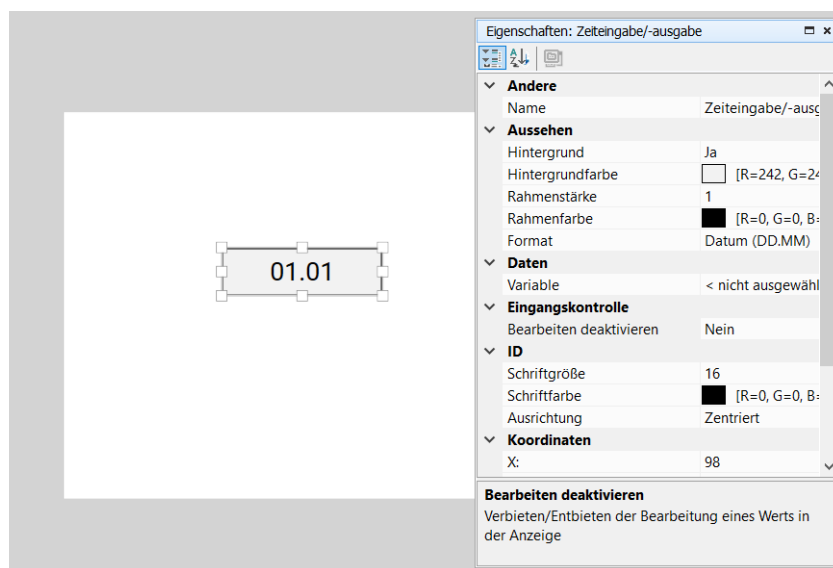 Eigenschaften: Zeiteingabe/-ausgabe
Andere
Name Zeiteingabe/-ausg
Aussehen
Hintergrund Ja
Hintergrundfarbe [R=242, G=24
Rahmenstärke 1
Rahmenfarbe [R=0, G=0, B=
Format Datum (DD.MM)
Daten
Variable < nicht ausgewähl
Eingangskontrolle
Bearbeiten deaktivieren Nein
ID
Schriftgröße 16
Schriftfarbe [R=0, G=0, B=
Ausrichtung Zentriert
Koordinaten
X: 98
Bearbeiten deaktivieren
Verbieten/Entbieten der Bearbeitung eines Werts in
der Anzeige
01.01